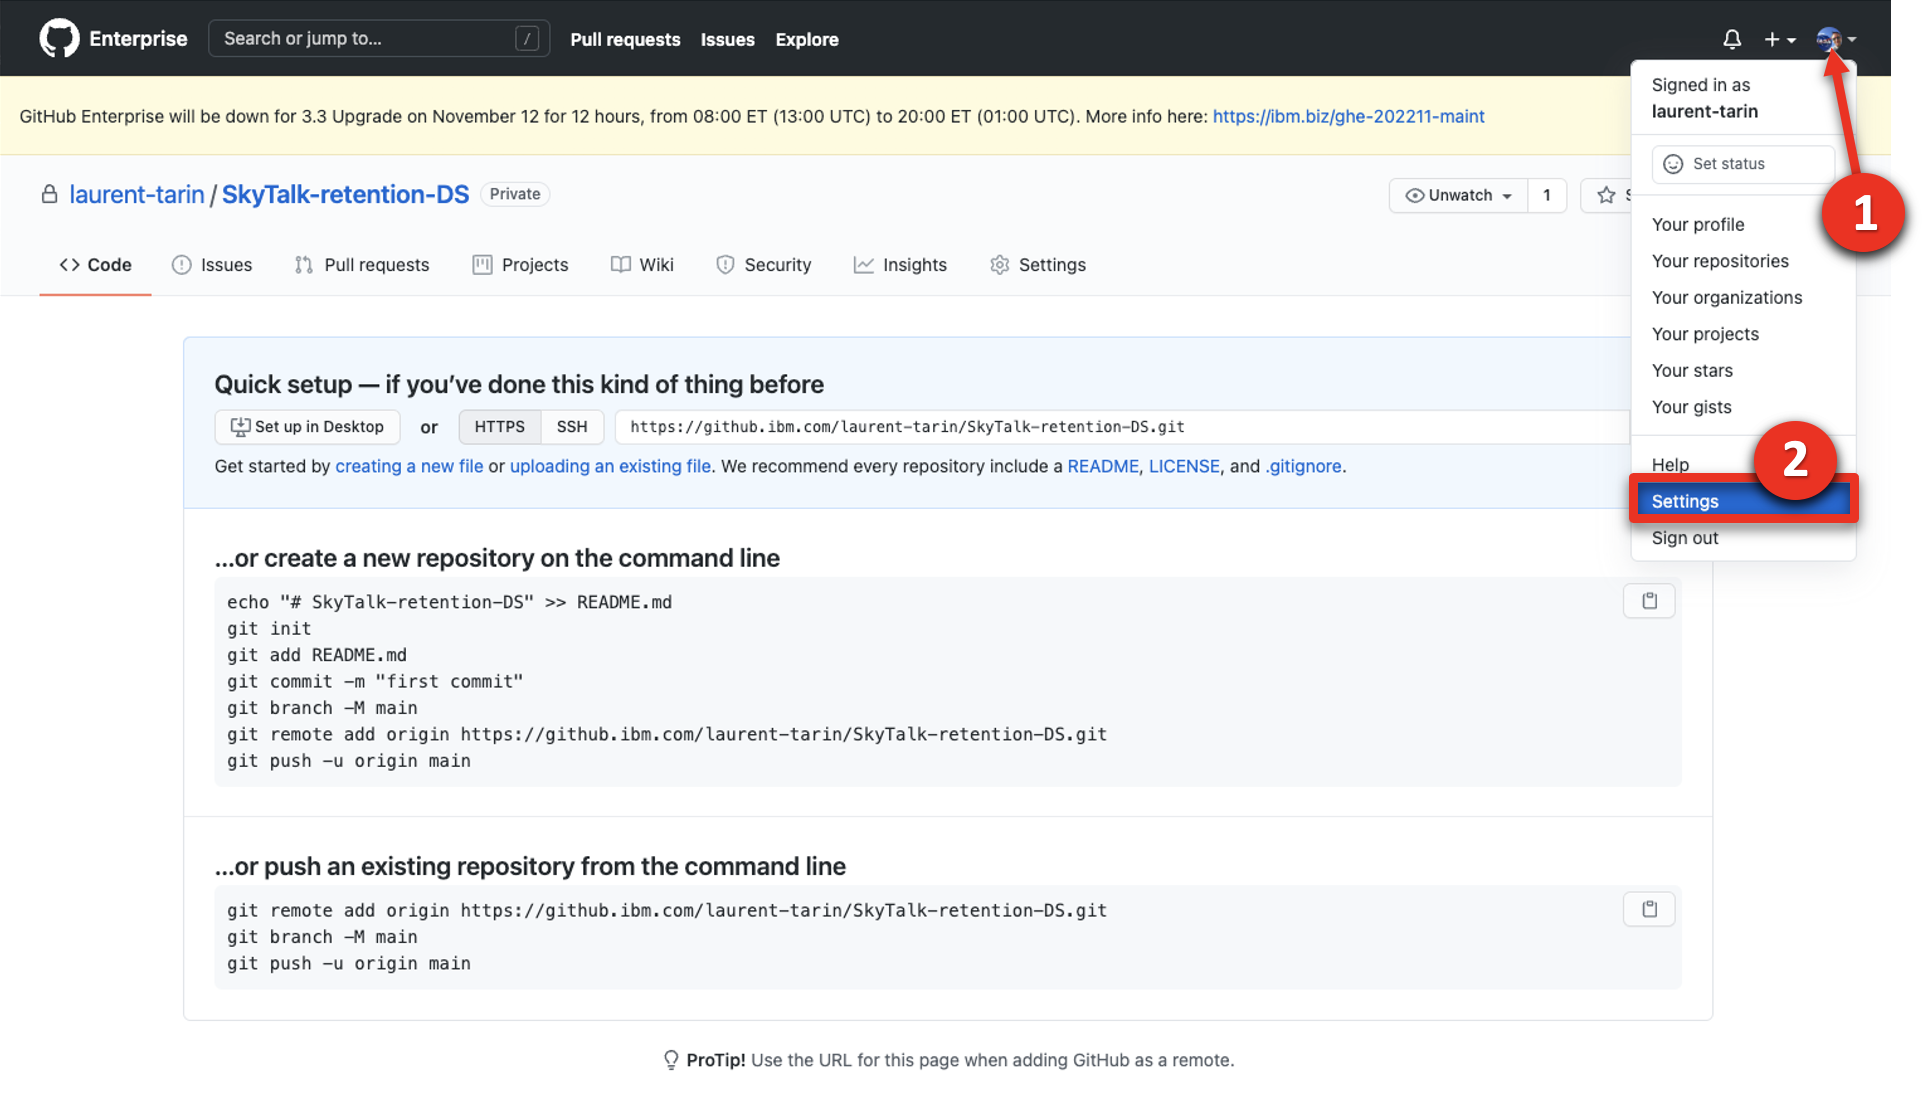 Enterprise
Search or jump to...
/
Pull requests
Issues
Explore
Signed in as
laurent-tarin
GitHub Enterprise will be down for 3.3 Upgrade on November 12 for 12 hours, from 08:00 ET (13:00 UTC) to 20:00 ET (01:00 UTC). More info here: https://ibm.biz/ghe-202211-maint
Set status
1
laurent-tarin / SkyTalk-retention-DS
Private
Unwatch
1
Your profile
Your repositories
Your organizations
Your projects
Your stars
Your gists
Help
2
Settings
Sign out
Code
Issues
Pull requests
Projects
Wiki
Security
Insights
Settings
Quick setup — if you’ve done this kind of thing before
Set up in Desktop
or
HTTPS
SSH
https://github.ibm.com/laurent-tarin/SkyTalk-retention-DS.git
Get started by creating a new file or uploading an existing file. We recommend every repository include a README, LICENSE, and .gitignore.
...or create a new repository on the command line
echo "# SkyTalk-retention-DS" >> README.md
git init
git add README.md
git commit -m "first commit"
git branch -M main
git remote add origin https://github.ibm.com/laurent-tarin/SkyTalk-retention-DS.git
git push -u origin main
...or push an existing repository from the command line
git remote add origin https://github.ibm.com/laurent-tarin/SkyTalk-retention-DS.git
git branch -M main
git push -u origin main
ProTip! Use the URL for this page when adding GitHub as a remote.